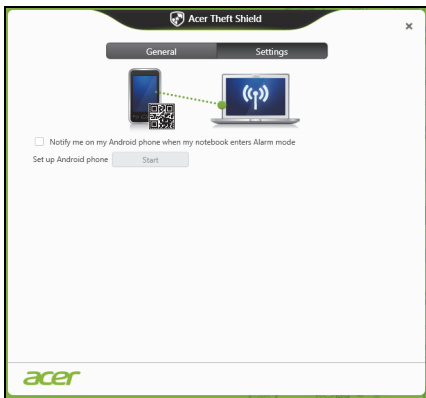 Acer Theft Shield
General Settings
Notify me on my Android phone when my notebook enters Alarm mode
Set up Android phone Start
acer